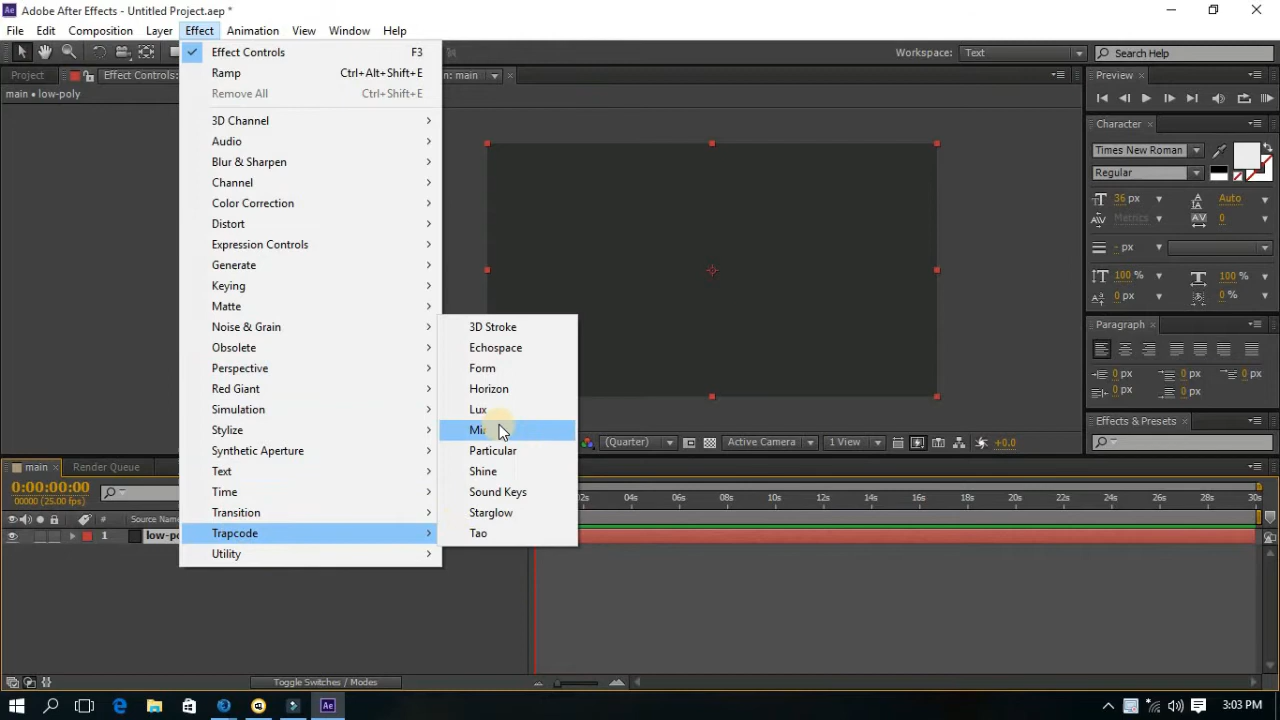 Adobe After Effects - Untitled Project.aep *
File Edit Composition Layer Effect Animation View Window Help
Workspace: Text Search Help
Project Effect Controls: : main Preview
main • low-poly
Effect Controls F3
Ramp Ctrl+Alt+Shift+E
Remove All Ctrl+Shift+E
3D Channel
Audio
Blur & Sharpen
Channel
Color Correction
Distort
Expression Controls
Generate
Keying
Matte
Noise & Grain
Obsolete
Perspective
Red Giant
Simulation
Stylize
Synthetic Aperture
Text
Time
Transition
Trapcode
Utility
3D Stroke
Echospace
Form
Horizon
Lux
Particular
Shine
Sound Keys
Starglow
Tao
Character
Times New Roman
Regular
36 px Auto
Metrics 0
- px
100 % 100 %
0 px 0 %
Paragraph
0 px 0 px 0 px
0 px 0 px
Effects & Presets
(Quarter) Active Camera 1 View +0.0
main Render Queue
0:00:00:00
00000 (25.00 fps)
# Source Name
02s 04s 06s 08s 10s 12s 14s 16s 18s 20s 22s 24s 26s 28s 30s
1 low-po
Toggle Switches / Modes
3:03 PM